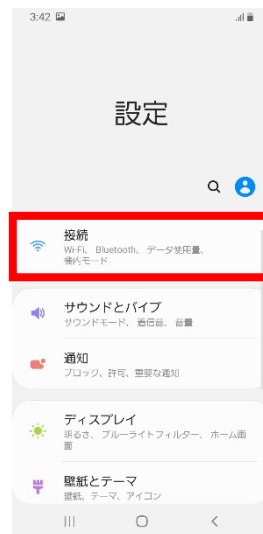 3:42
設定
接続
Wi-Fi、Bluetooth、データ使用量、
機内モード
サウンドとバイブ
サウンドモード、着信音、音量
通知
ブロック、許可、重要な通知
ディスプレイ
明るさ、ブルーライトフィルター、ホーム画
面
壁紙とテーマ
壁紙、テーマ、アイコン